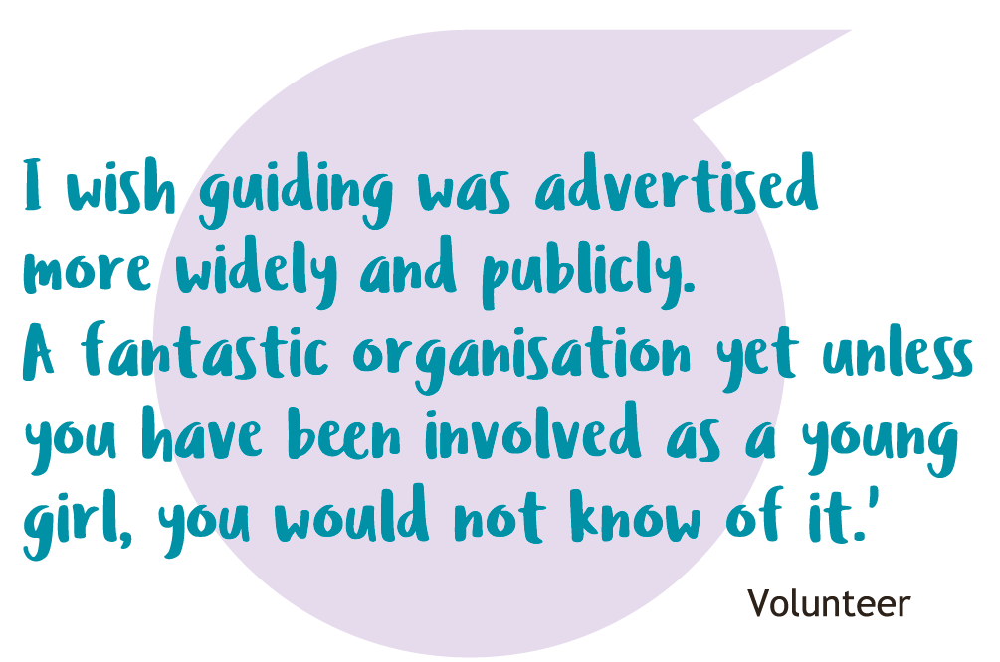 I wish guiding was advertised
more widely and publicly.
A fantastic organisation yet unless
you have been involved as a young
girl, you would not know of it.’
Volunteer